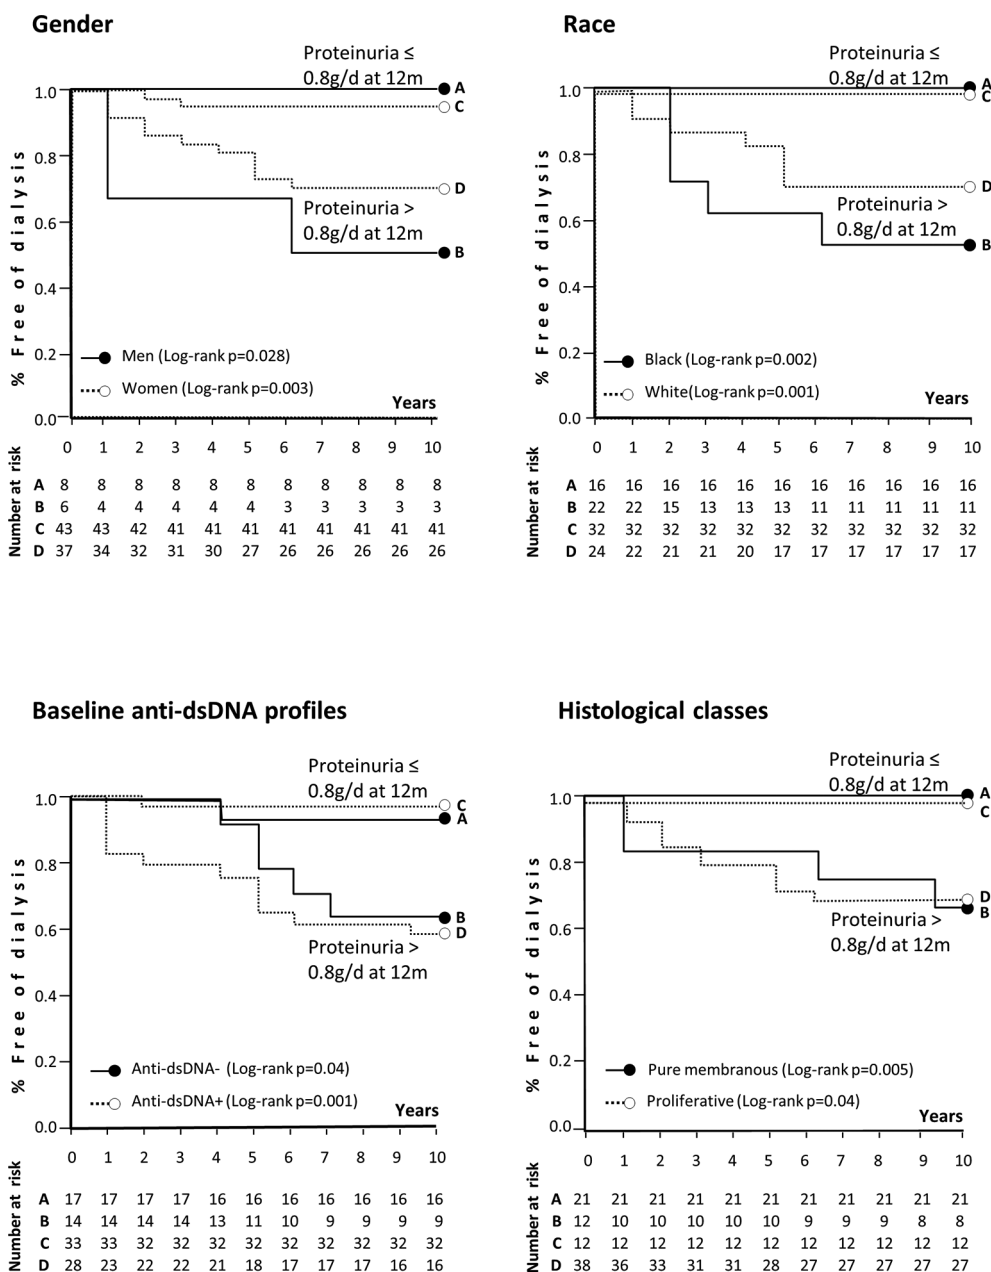 Gender
Proteinuria ≤
0.8g/d at 12m
A
C
D
B
Proteinuria >
0.8g/d at 12m
% Free of dialysis
1.0
0.8
0.6
0.4
0.2
0.0
Men (Log-rank p=0.028)
Women (Log-rank p=0.003)
Years
0 1 2 3 4 5 6 7 8 9 10
Number at risk
A 8 8 8 8 8 8 8 8 8 8 8
B 6 4 4 4 4 4 3 3 3 3 3
C 43 43 42 41 41 41 41 41 41 41 41
D 37 34 32 31 30 27 26 26 26 26 26
Race
Proteinuria ≤
0.8g/d at 12m
A
C
D
B
Proteinuria >
0.8g/d at 12m
% Free of dialysis
1.0
0.8
0.6
0.4
0.2
0.0
Black (Log-rank p=0.002)
White(Log-rank p=0.001)
Years
0 1 2 3 4 5 6 7 8 9 10
Number at risk
A 16 16 16 16 16 16 16 16 16 16 16
B 22 22 15 13 13 13 11 11 11 11 11
C 32 32 32 32 32 32 32 32 32 32 32
D 24 22 21 21 20 17 17 17 17 17 17
Baseline anti-dsDNA profiles
Proteinuria ≤
0.8g/d at 12m
C
A
B
D
Proteinuria >
0.8g/d at 12m
% Free of dialysis
1.0
0.8
0.6
0.4
0.2
0.0
Anti-dsDNA- (Log-rank p=0.04)
Anti-dsDNA+ (Log-rank p=0.001)
Years
0 1 2 3 4 5 6 7 8 9 10
Number at risk
A 17 17 17 17 16 16 16 16 16 16 16
B 14 14 14 14 13 11 10 9 9 9 9
C 33 33 32 32 32 32 32 32 32 32 32
D 28 23 22 22 21 18 17 17 17 16 16
Histological classes
Proteinuria ≤
0.8g/d at 12m
A
C
D
B
Proteinuria >
0.8g/d at 12m
% Free of dialysis
1.0
0.8
0.6
0.4
0.2
0.0
Pure membranous (Log-rank p=0.005)
Proliferative (Log-rank p=0.04)
Years
0 1 2 3 4 5 6 7 8 9 10
Number at risk
A 21 21 21 21 21 21 21 21 21 21 21
B 12 10 10 10 10 10 9 9 9 8 8
C 12 12 12 12 12 12 12 12 12 12 12
D 38 36 33 31 31 28 27 27 27 27 27